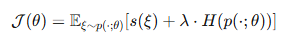 𝒥(θ) = 𝔼_{ξ∼p(·;θ)}[s(ξ) + λ · H(p(·; θ))]